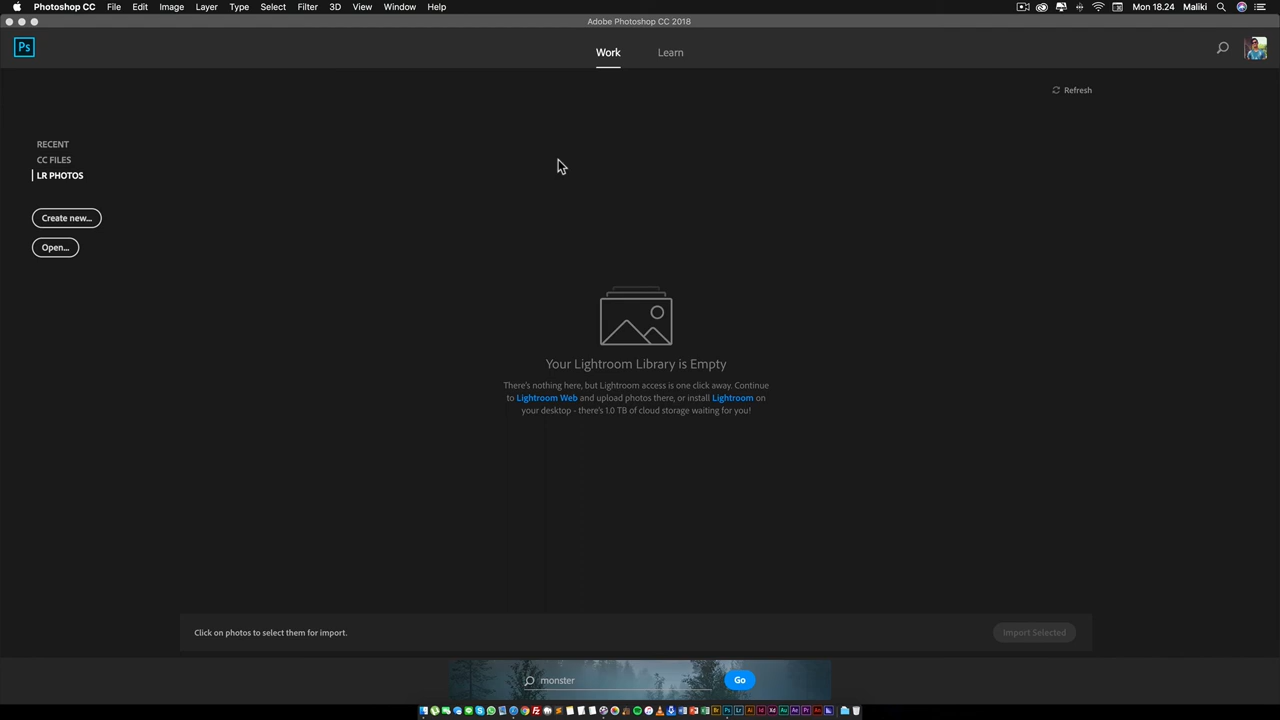 Photoshop CC File Edit Image Layer Type Select Filter 3D View Window Help Mon 18.24 Maliki
Adobe Photoshop CC 2018
Ps Work Learn
Refresh
RECENT
CC FILES
LR PHOTOS
Create new...
Open...
Your Lightroom Library is Empty
There's nothing here, but Lightroom access is one click away. Continue
to Lightroom Web and upload photos there, or install Lightroom on
your desktop - there's 1.0 TB of cloud storage waiting for you!
Click on photos to select them for import. Import Selected
monster Go